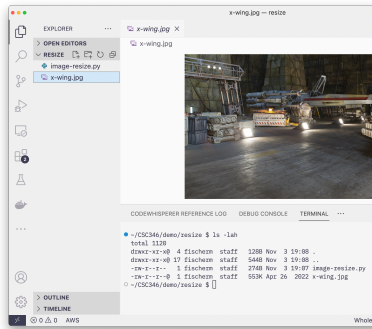 x-wing.jpg — resize
EXPLORER
x-wing.jpg
OPEN EDITORS
x-wing.jpg
RESIZE
image-resize.py
x-wing.jpg
CODEWHISPERER REFERENCE LOG DEBUG CONSOLE TERMINAL ...
~/CSC346/demo/resize $ ls -lah
total 1120
drwxr-xr-x@ 4 fischerm staff 128B Nov 3 19:08 .
drwxr-xr-x@ 17 fischerm staff 544B Nov 3 19:08 ..
-rw-r--r-- 1 fischerm staff 274B Nov 3 19:07 image-resize.py
-rw-r--r--@ 1 fischerm staff 553K Apr 26 2022 x-wing.jpg
~/CSC346/demo/resize $
2
OUTLINE
TIMELINE
0 0 AWS
Whole